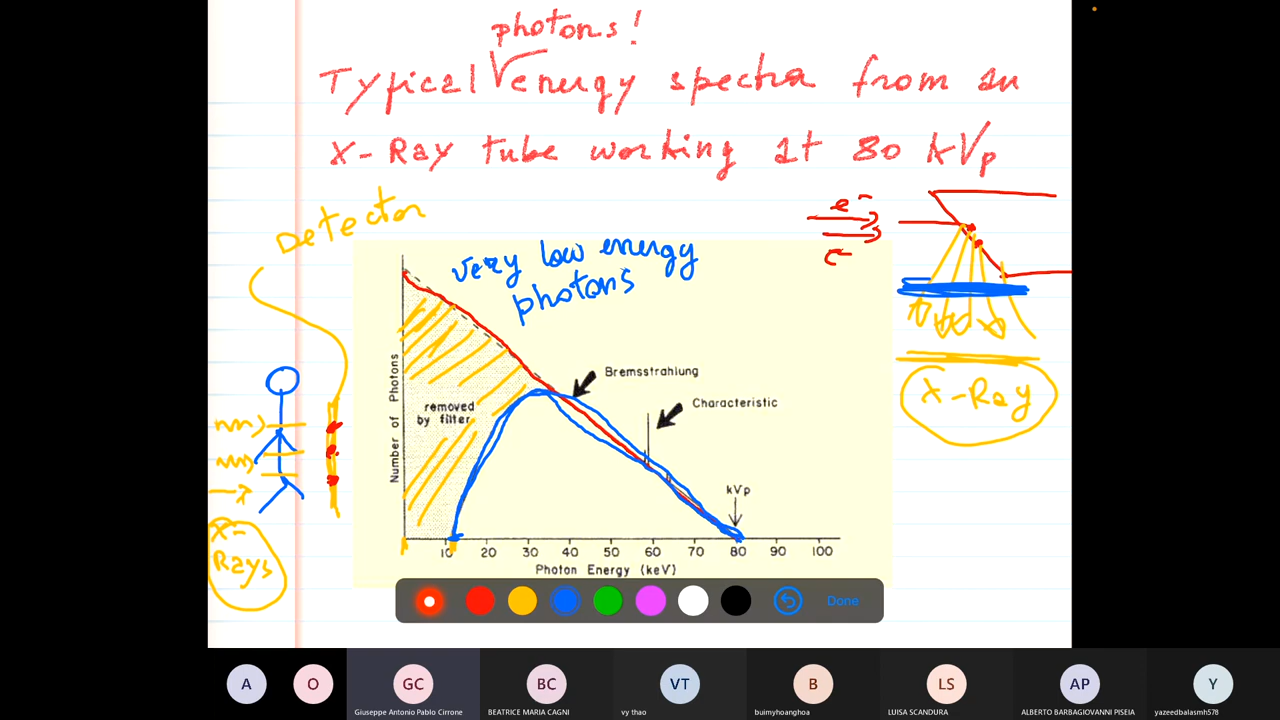 photons!
Typical energy spectra from an
X-Ray tube working at 80 kVp
Detector
e-
e-
very low energy
photons
X-Ray
Bremsstrahlung
Characteristic
removed
by filter
kVp
Number of Photons
10 20 30 40 50 60 70 80 90 100
Photon Energy (keV)
X-
Rays
Done
A
O
GC
BC
VT
B
LS
AP
Y
Giuseppe Antonio Pablo Cirrone
BEATRICE MARIA CAGNI
vy thao
buimyhoanghoa
LUISA SCANDURA
ALBERTO BARBAGIOVANNI PISEIA
yazeedbalasmh578